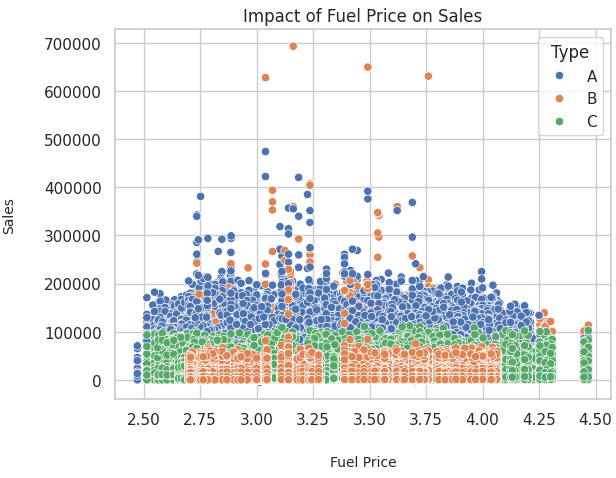 Impact of Fuel Price on Sales
700000
600000
500000
400000
300000
200000
100000
0
Sales
Type
A
B
C
2.50 2.75 3.00 3.25 3.50 3.75 4.00 4.25 4.50
Fuel Price